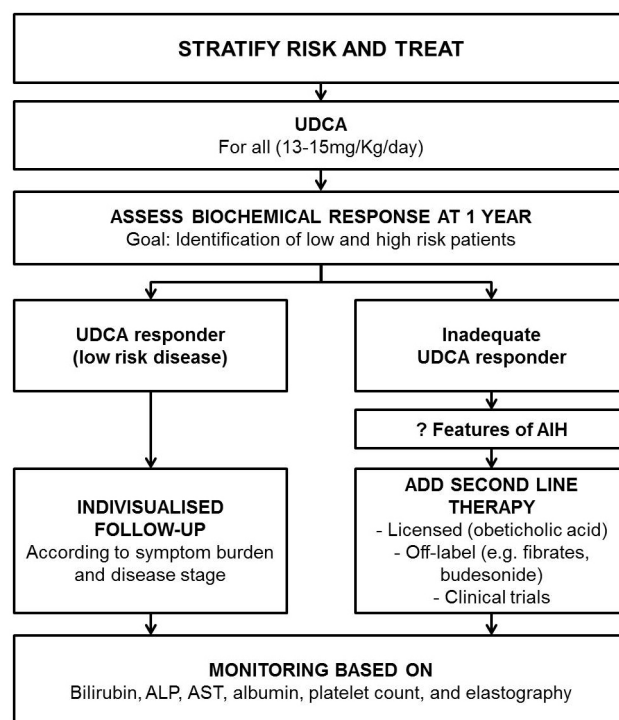 STRATIFY RISK AND TREAT
UDCA
For all (13-15mg/Kg/day)
ASSESS BIOCHEMICAL RESPONSE AT 1 YEAR
Goal: Identification of low and high risk patients
UDCA responder
(low risk disease)
Inadequate
UDCA responder
? Features of AIH
INDIVISUALISED
FOLLOW-UP
According to symptom burden
and disease stage
ADD SECOND LINE
THERAPY
- Licensed (obeticholic acid)
- Off-label (e.g. fibrates,
budesonide)
- Clinical trials
MONITORING BASED ON
Bilirubin, ALP, AST, albumin, platelet count, and elastography